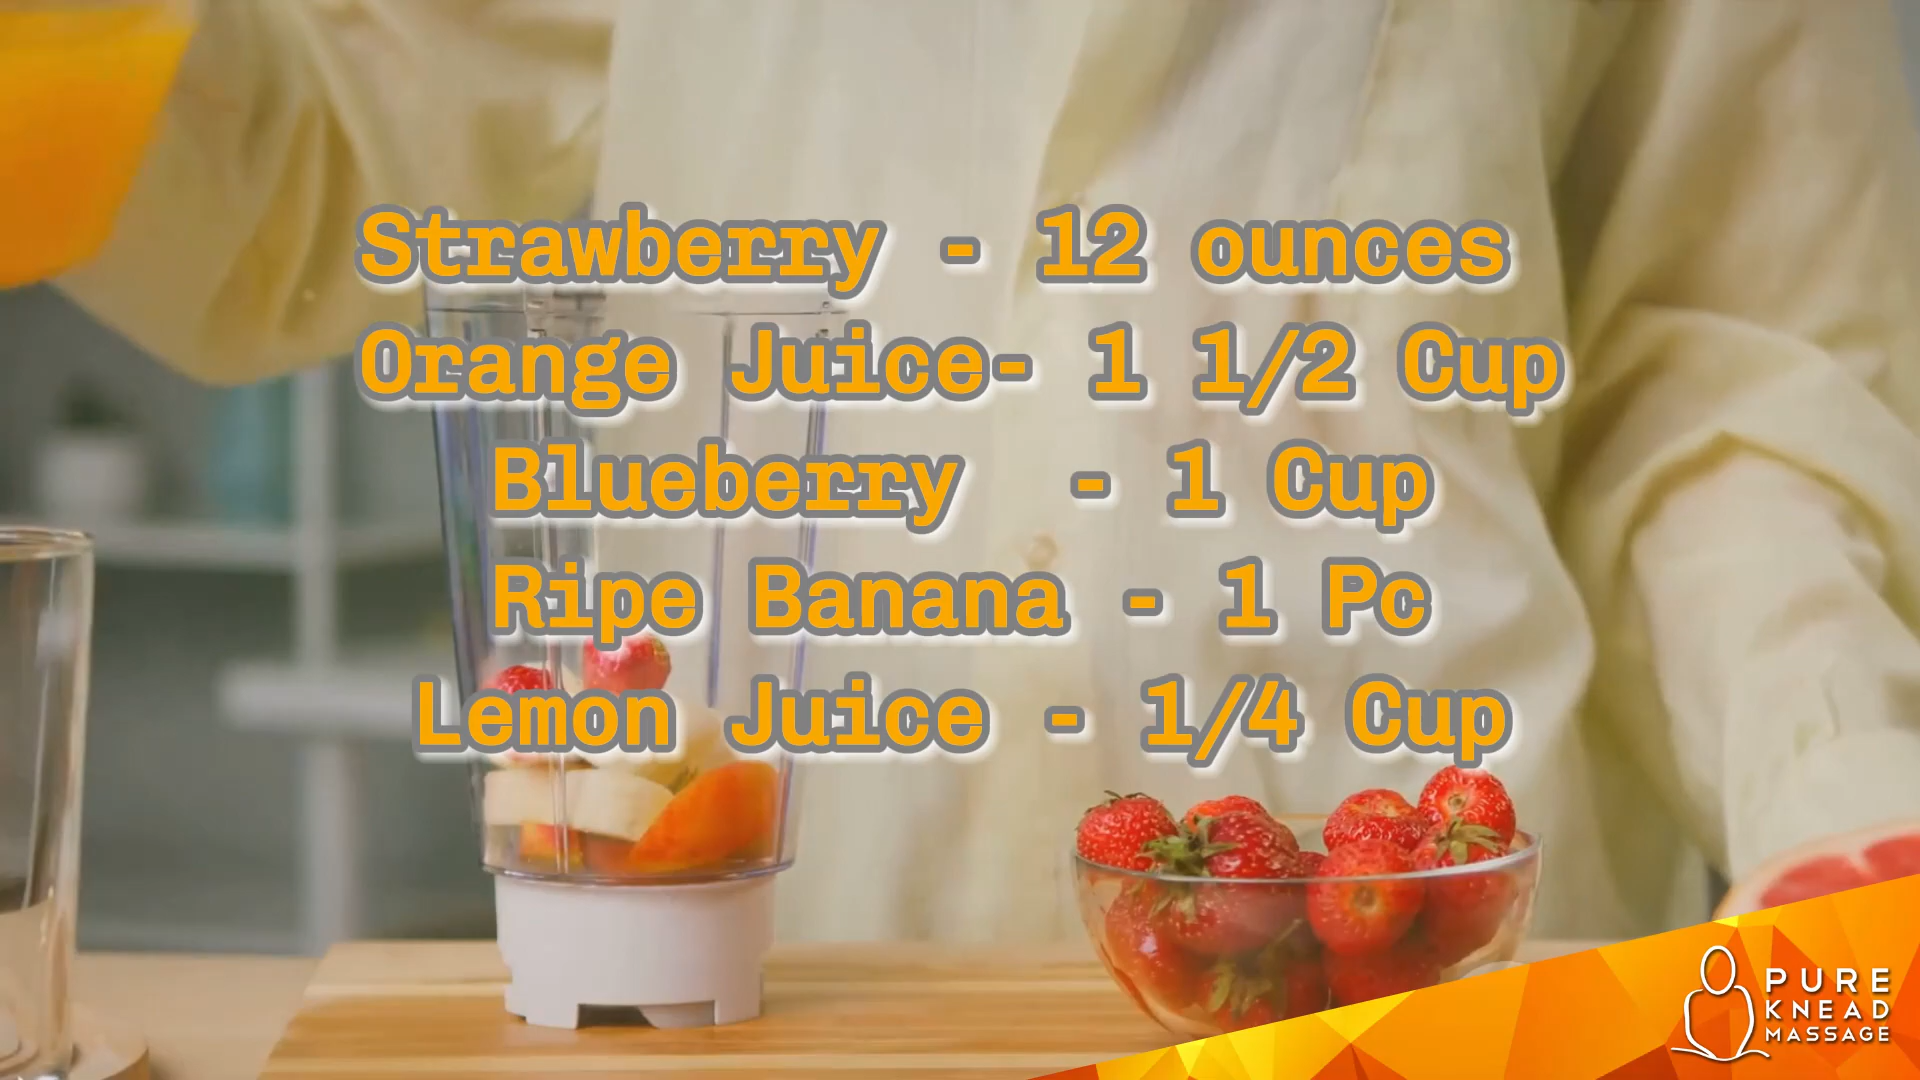 Strawberry - 12 ounces
Orange Juice- 1 1/2 Cup
Blueberry - 1 Cup
Ripe Banana - 1 Pc
Lemon Juice - 1/4 Cup
PURE
KNEAD
MASSAGE